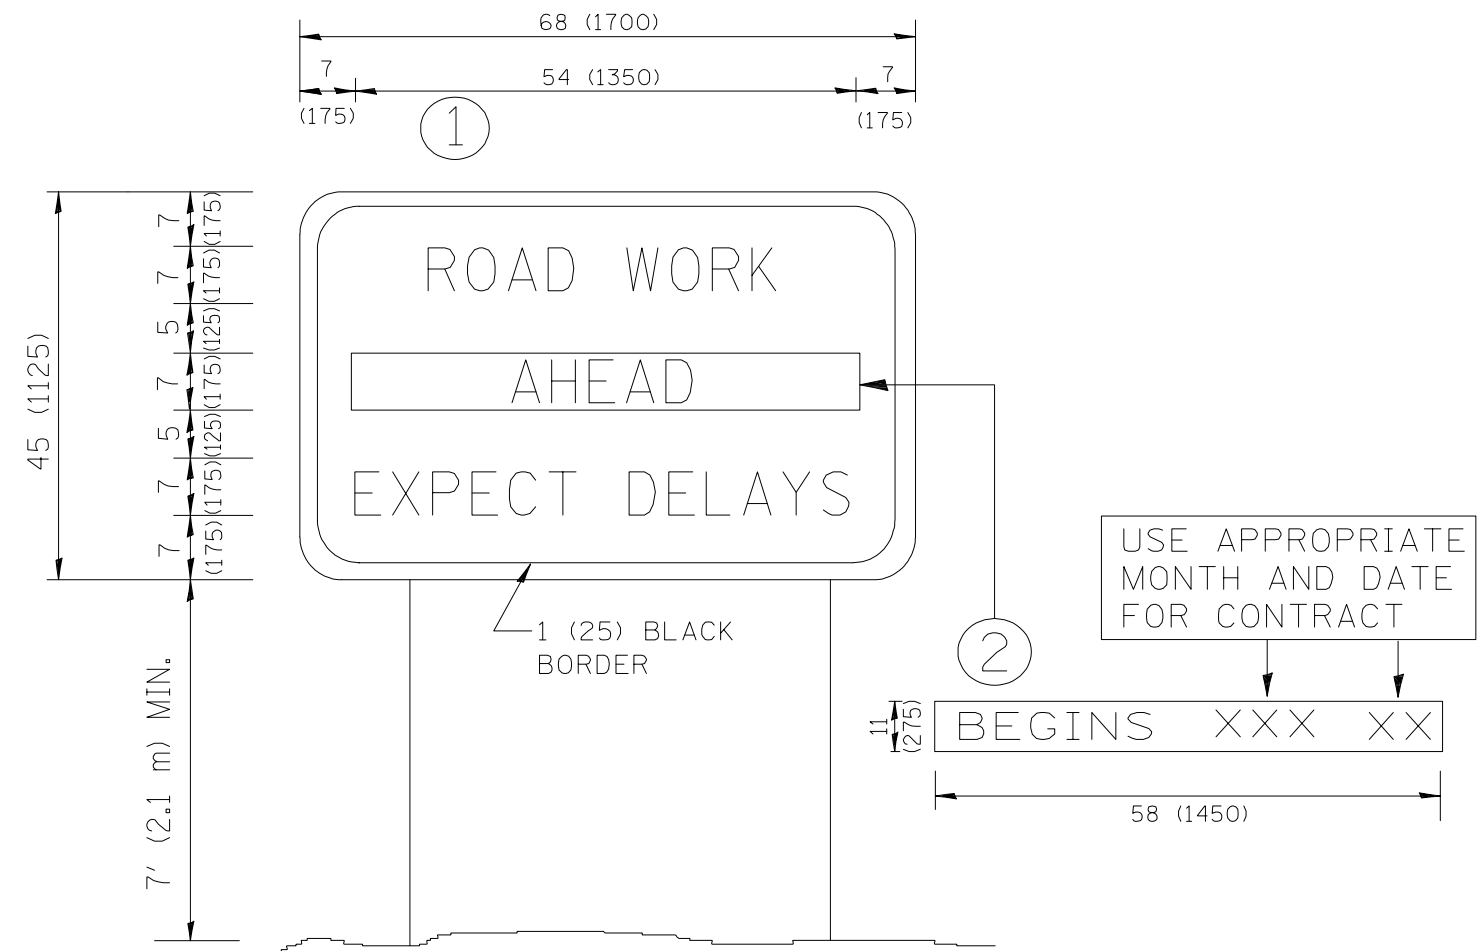 68 (1700)
7
54 (1350)
7
(175)
(175)
1
45 (1125)
7
(175)
7
(175)
5
(125)
7
(175)
5
(125)
7
(175)
7
(175)
ROAD WORK
AHEAD
EXPECT DELAYS
1 (25) BLACK
BORDER
7' (2.1 m) MIN.
2
USE APPROPRIATE
MONTH AND DATE
FOR CONTRACT
11
(275)
BEGINS XXX XX
58 (1450)